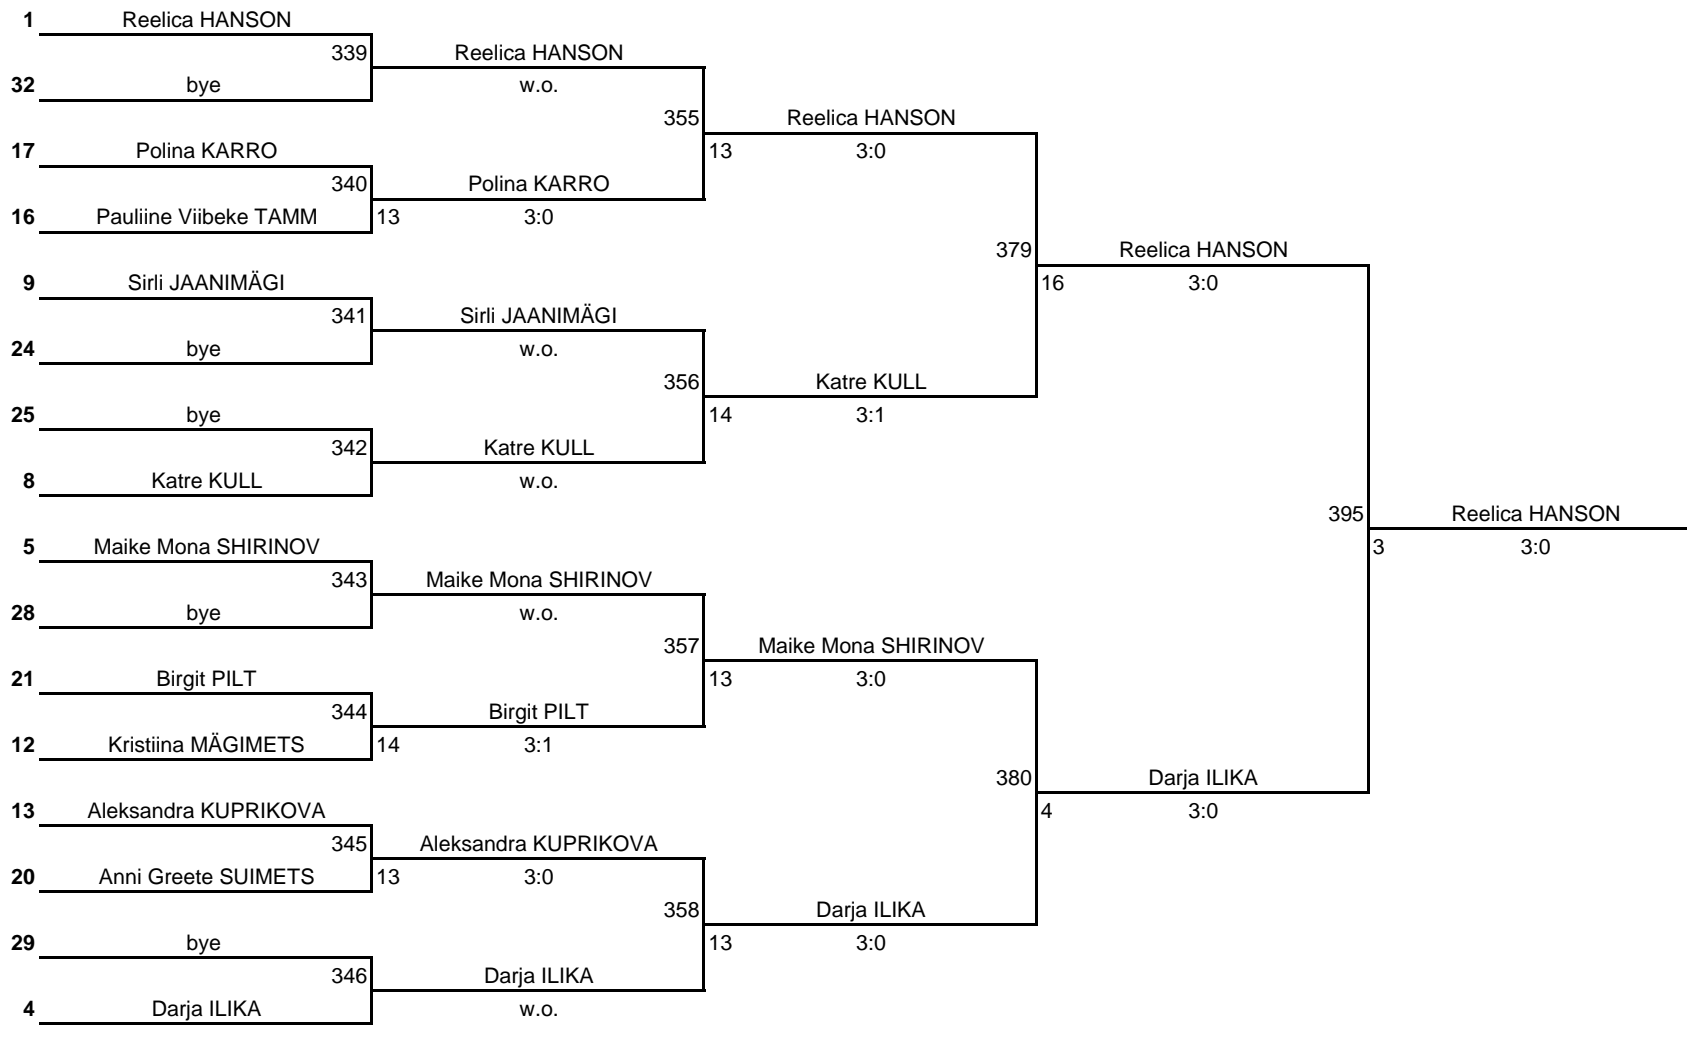 1 Reelica HANSON
339 Reelica HANSON
32 bye w.o.
355 Reelica HANSON
17 Polina KARRO 13 3:0
340 Polina KARRO
16 Pauliine Viibeke TAMM 13 3:0
379 Reelica HANSON
9 Sirli JAANIMÄGI 16 3:0
341 Sirli JAANIMÄGI
24 bye w.o.
356 Katre KULL
25 bye 14 3:1
342 Katre KULL
8 Katre KULL w.o.
395 Reelica HANSON
5 Maike Mona SHIRINOV 3 3:0
343 Maike Mona SHIRINOV
28 bye w.o.
357 Maike Mona SHIRINOV
21 Birgit PILT 13 3:0
344 Birgit PILT
12 Kristiina MÄGIMETS 14 3:1
380 Darja ILIKA
13 Aleksandra KUPRIKOVA 4 3:0
345 Aleksandra KUPRIKOVA
20 Anni Greete SUIMETS 13 3:0
358 Darja ILIKA
29 bye 13 3:0
346 Darja ILIKA
4 Darja ILIKA w.o.